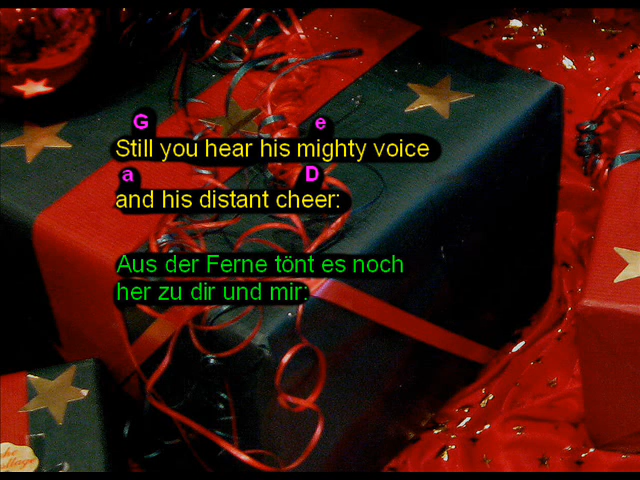 G e
Still you hear his mighty voice
a D
and his distant cheer:
Aus der Ferne tönt es noch
her zu dir und mir: